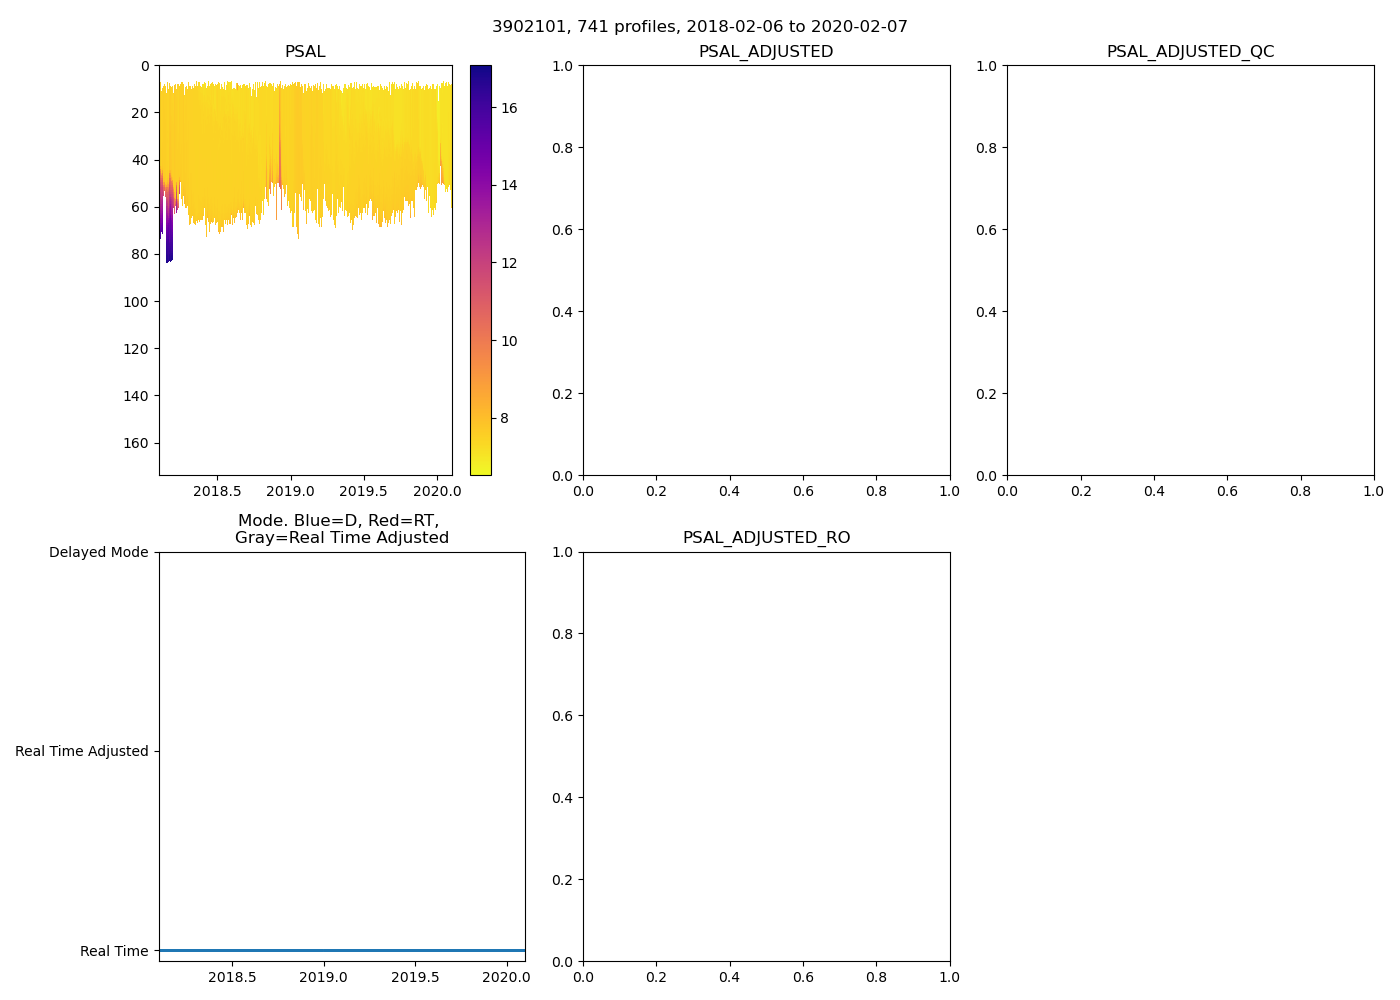 3902101, 741 profiles, 2018-02-06 to 2020-02-07
PSAL
0
20
40
60
80
100
120
140
160
2018.5 2019.0 2019.5 2020.0
16
14
12
10
8
PSAL_ADJUSTED
1.0
0.8
0.6
0.4
0.2
0.0
0.0 0.2 0.4 0.6 0.8 1.0
PSAL_ADJUSTED_QC
1.0
0.8
0.6
0.4
0.2
0.0
0.0 0.2 0.4 0.6 0.8 1.0
Mode. Blue=D, Red=RT,
Gray=Real Time Adjusted
Delayed Mode
Real Time Adjusted
Real Time
2018.5 2019.0 2019.5 2020.0
PSAL_ADJUSTED_RO
1.0
0.8
0.6
0.4
0.2
0.0
0.0 0.2 0.4 0.6 0.8 1.0